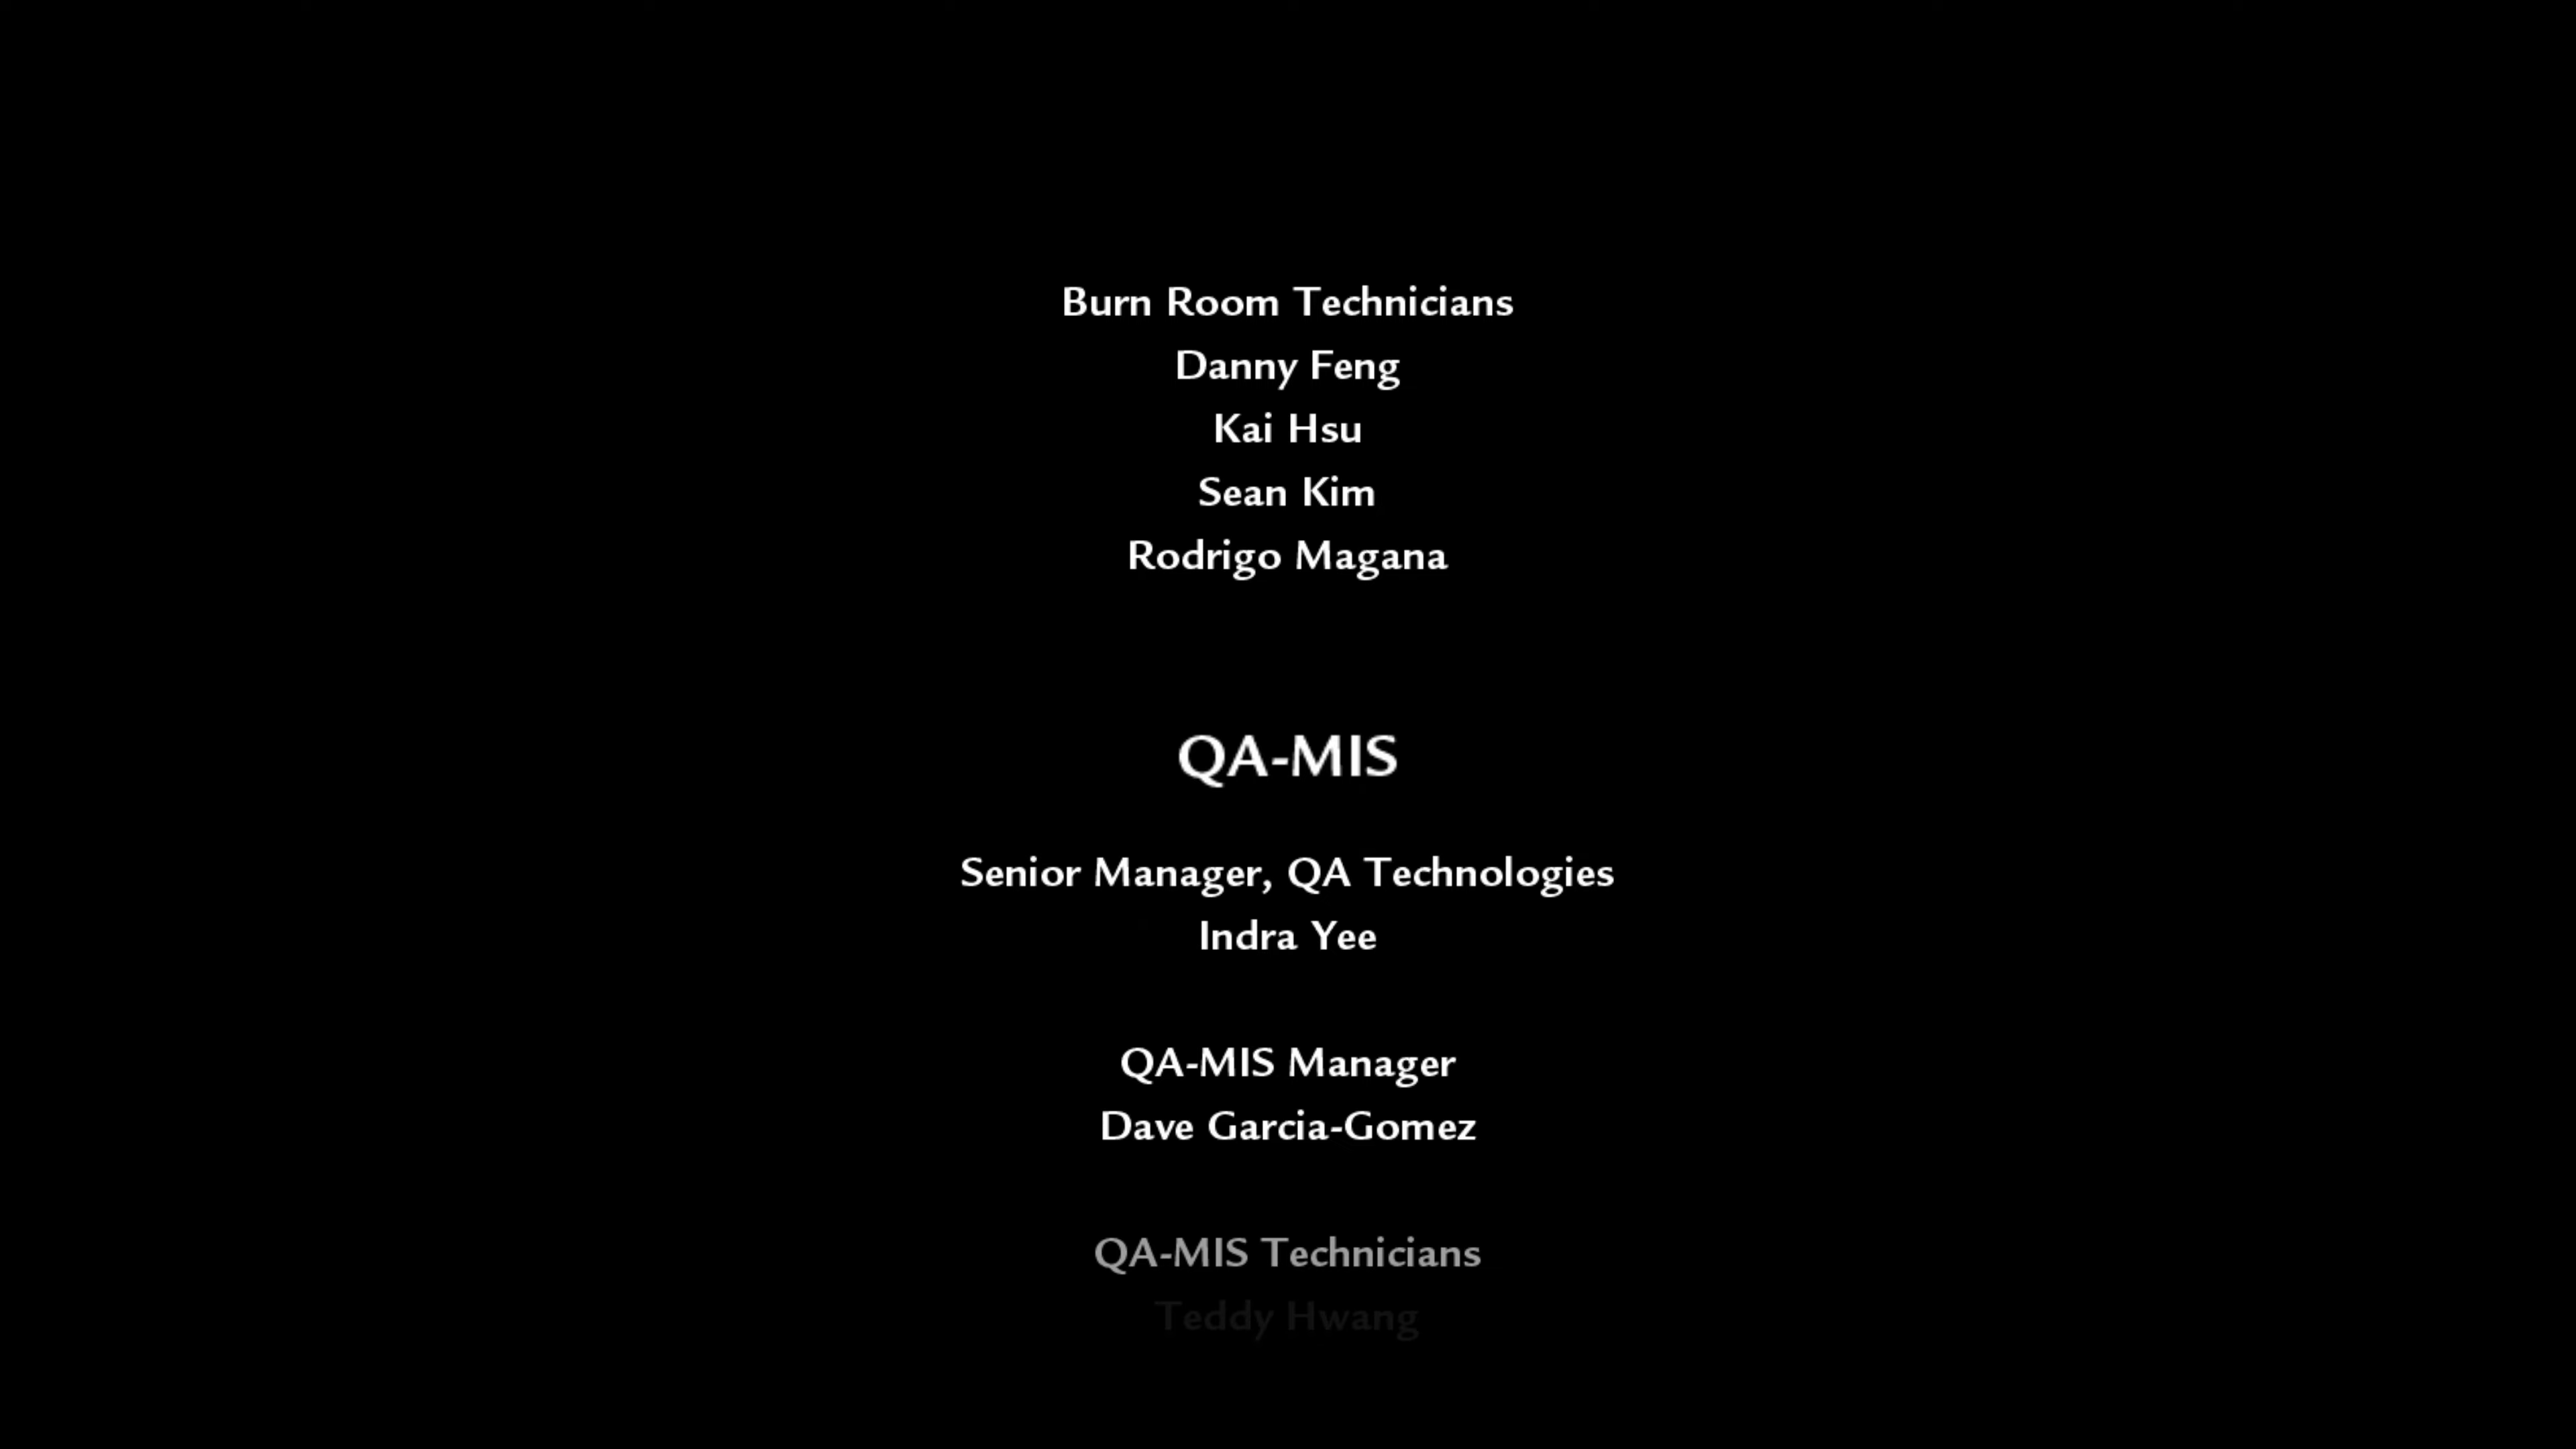 Burn Room Technicians
Danny Feng
Kai Hsu
Sean Kim
Rodrigo Magana
QA-MIS
Senior Manager, QA Technologies
Indra Yee
QA-MIS Manager
Dave Garcia-Gomez
QA-MIS Technicians
Teddy Hwang